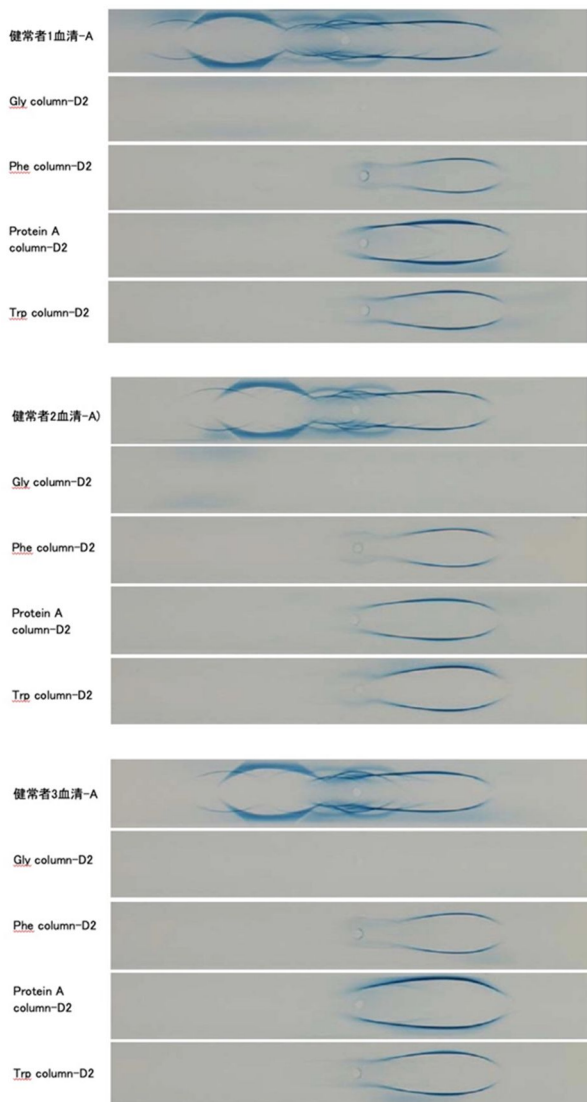 健常者1血清-A
Gly column-D2
Phe column-D2
Protein A
column-D2
Trp column-D2
健常者2血清-A)
Gly column-D2
Phe column-D2
Protein A
column-D2
Trp column-D2
健常者3血清-A
Gly column-D2
Phe column-D2
Protein A
column-D2
Trp column-D2